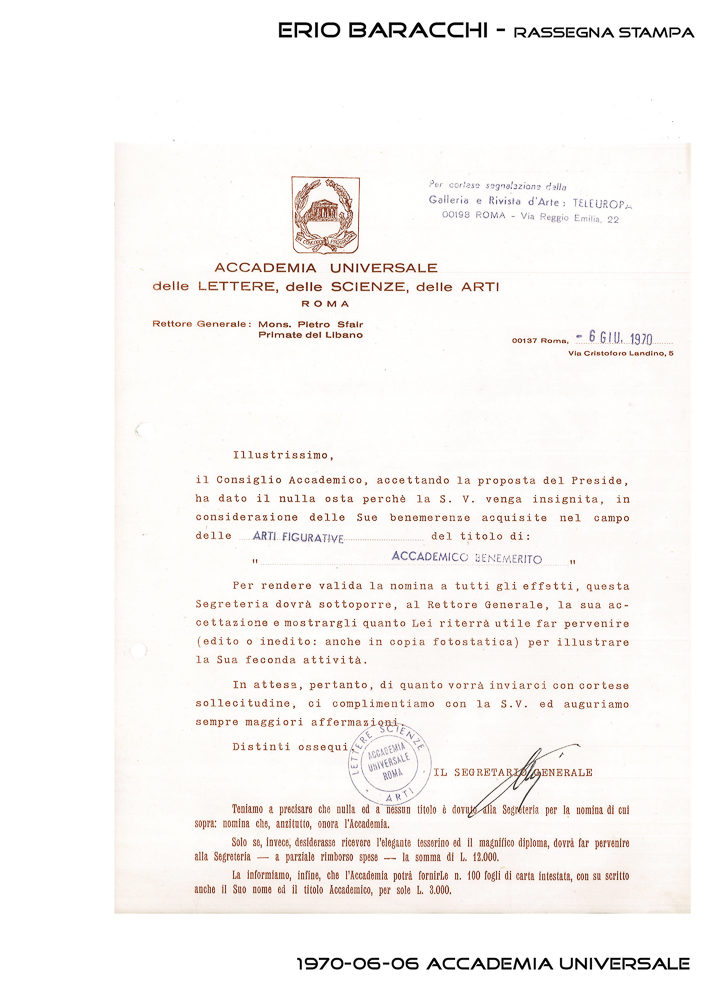 ERIO BARACCHI - RASSEGNA STAMPA
Per cortese segnalazione della
Galleria e Rivista d'Arte: TELEUROPA
00198 ROMA - Via Reggio Emilia, 22
ACCADEMIA UNIVERSALE
delle LETTERE, delle SCIENZE, delle ARTI
ROMA
Rettore Generale: Mons. Pietro Sfair
Primate del Libano
00137 Roma, - 6 GIU. 1970
Via Cristoforo Landino, 5
Illustrissimo,
il Consiglio Accademico, accettando la proposta del Preside,
ha dato il nulla osta perchè la S. V. venga insignita, in
considerazione delle Sue benemerenze acquisite nel campo
delle ARTI FIGURATIVE del titolo di:
" ACCADEMICO BENEMERITO "
Per rendere valida la nomina a tutti gli effetti, questa
Segreteria dovrà sottoporre, al Rettore Generale, la sua ac-
cettazione e mostrargli quanto Lei riterrà utile far pervenire
(edito o inedito: anche in copia fotostatica) per illustrare
la Sua feconda attività.
In attesa, pertanto, di quanto vorrà inviarci con cortese
sollecitudine, ci complimentiamo con la S.V. ed auguriamo
sempre maggiori affermazioni.
Distinti ossequi
LETTERE SCIENZE ARTI
ACCADEMIA
UNIVERSALE
ROMA
IL SEGRETARIO GENERALE
Teniamo a precisare che nulla ed a nessun titolo è dovuto alla Segreteria per la nomina di cui
sopra: nomina che, anzitutto, onora l'Accademia.
Solo se, invece, desiderasse ricevere l'elegante tesserino ed il magnifico diploma, dovrà far pervenire
alla Segreteria — a parziale rimborso spese — la somma di L. 12.000.
La informiamo, infine, che l'Accademia potrà fornirLe n. 100 fogli di carta intestata, con su scritto
anche il Suo nome ed il titolo Accademico, per sole L. 3.000.
1970-06-06 ACCADEMIA UNIVERSALE